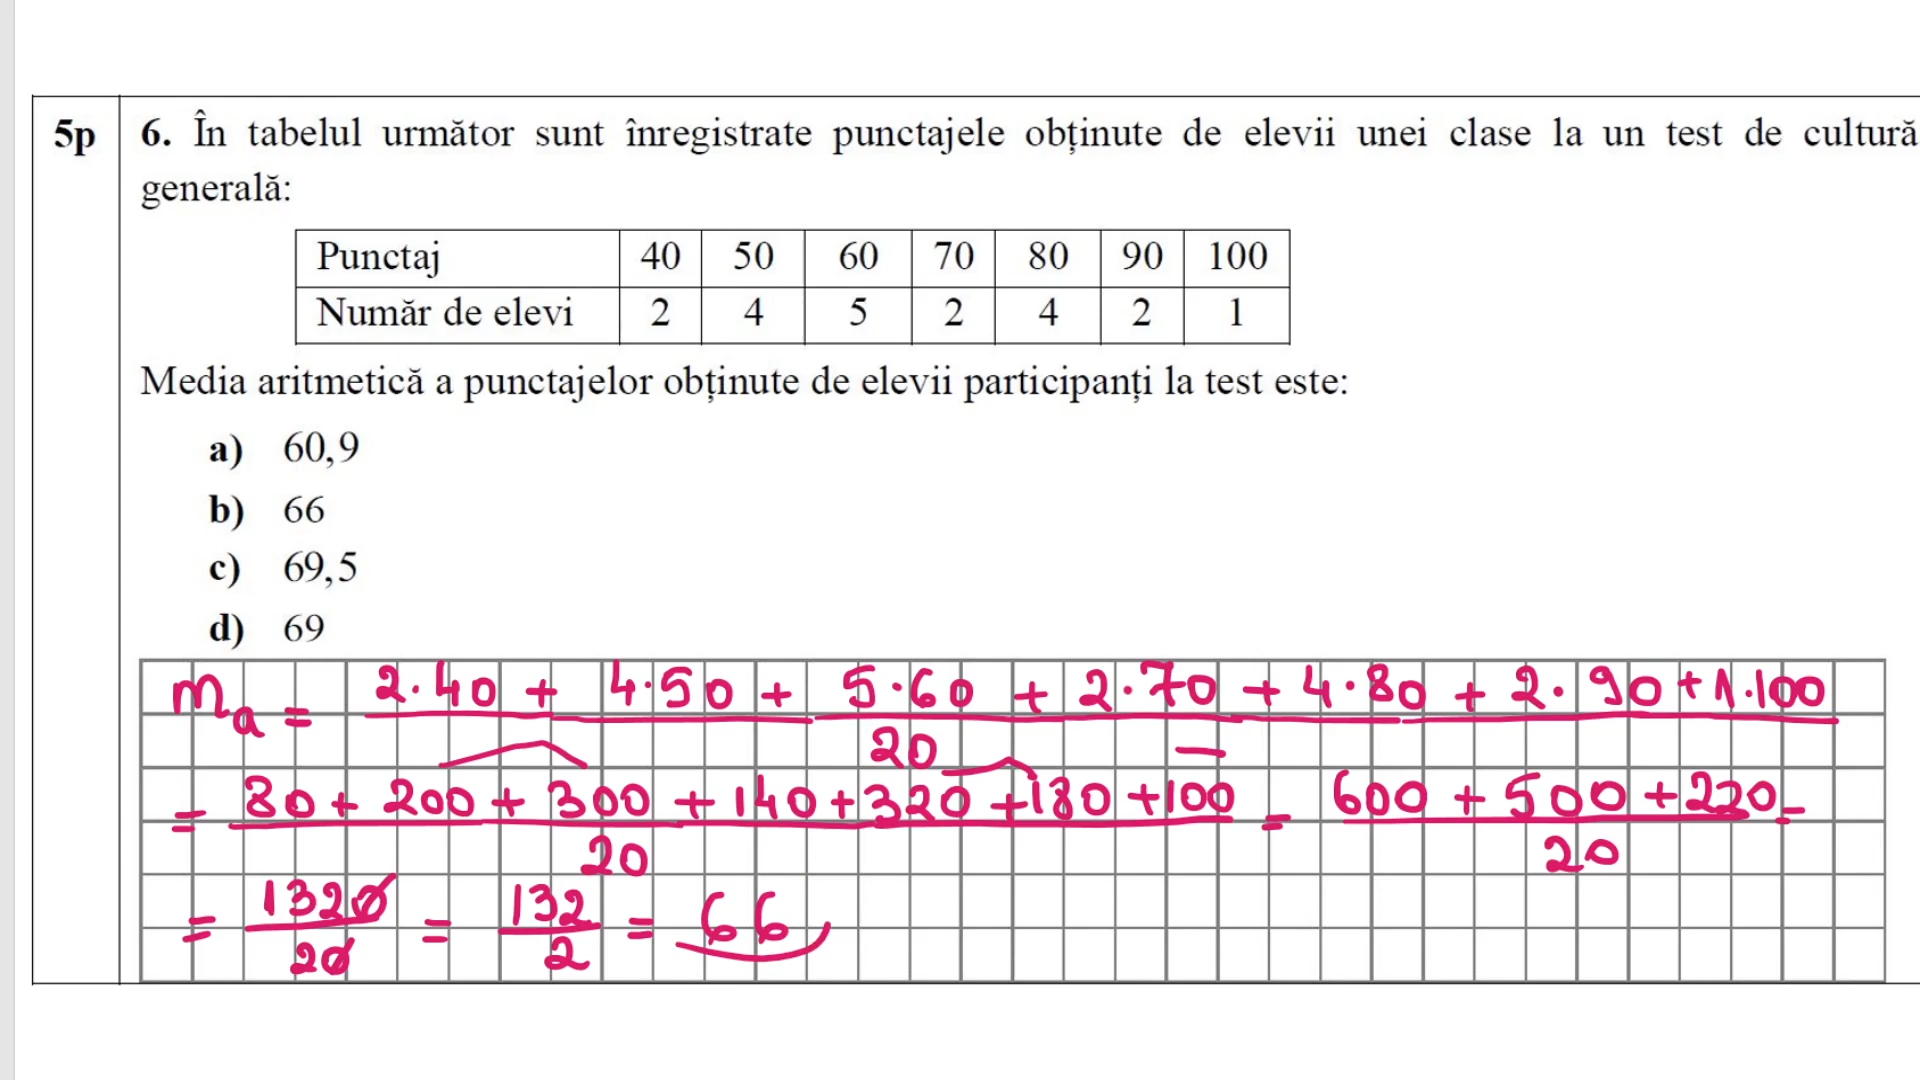 5p 6. În tabelul următor sunt înregistrate punctajele obținute de elevii unei clase la un test de cultură
generală:
Punctaj 40 50 60 70 80 90 100
Număr de elevi 2 4 5 2 4 2 1
Media aritmetică a punctajelor obținute de elevii participanți la test este:
a) 60,9
b) 66
c) 69,5
d) 69
m_a = 2·40 + 4·50 + 5·60 + 2·70 + 4·80 + 2·90 + 1·100
20
= 80 + 200 + 300 + 140 + 320 + 180 + 100 = 600 + 500 + 220 =
20 20
= 1320 = 132 = 66
20 2